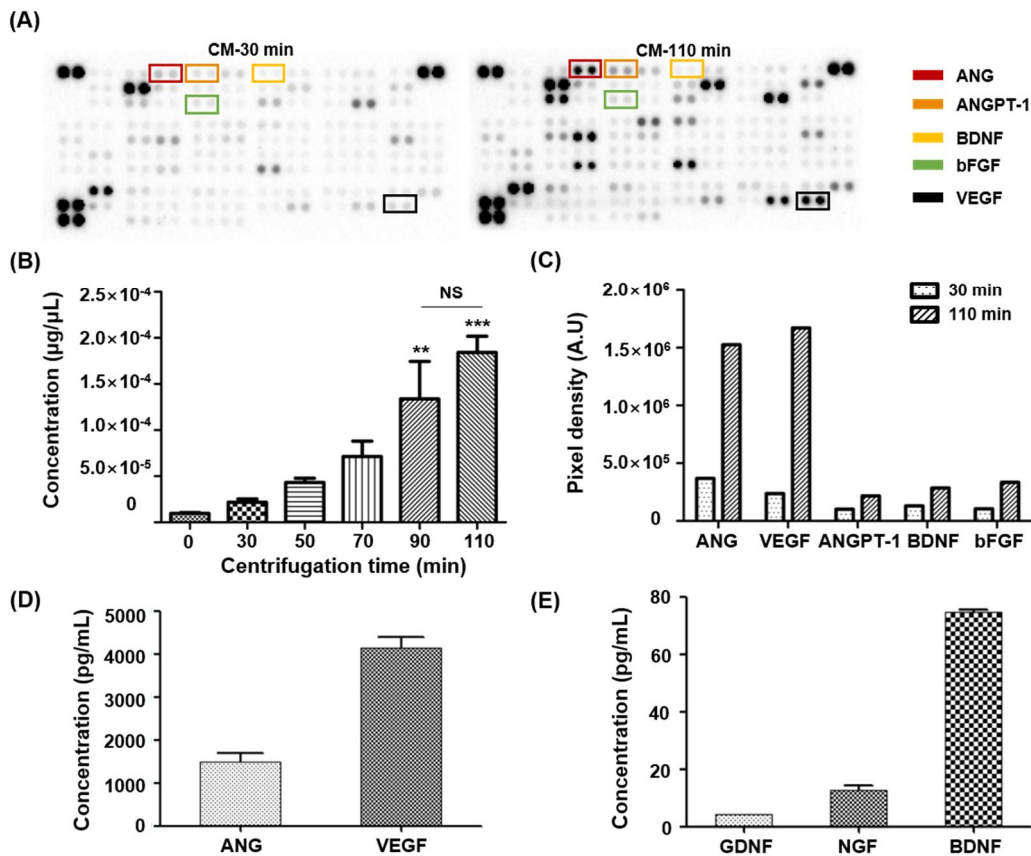 (A)
CM-30 min
CM-110 min
ANG
ANGPT-1
BDNF
bFGF
VEGF
(B)
Concentration (µg/µL)
2.5×10⁻⁴
2.0×10⁻⁴
1.5×10⁻⁴
1.0×10⁻⁴
5.0×10⁻⁵
0
NS
**
***
0 30 50 70 90 110
Centrifugation time (min)
(C)
Pixel density (A.U)
2.0×10⁶
1.5×10⁶
1.0×10⁶
5.0×10⁵
0
30 min
110 min
ANG VEGF ANGPT-1 BDNF bFGF
(D)
Concentration (pg/mL)
5000
4000
3000
2000
1000
0
ANG VEGF
(E)
Concentration (pg/mL)
80
60
40
20
0
GDNF NGF BDNF